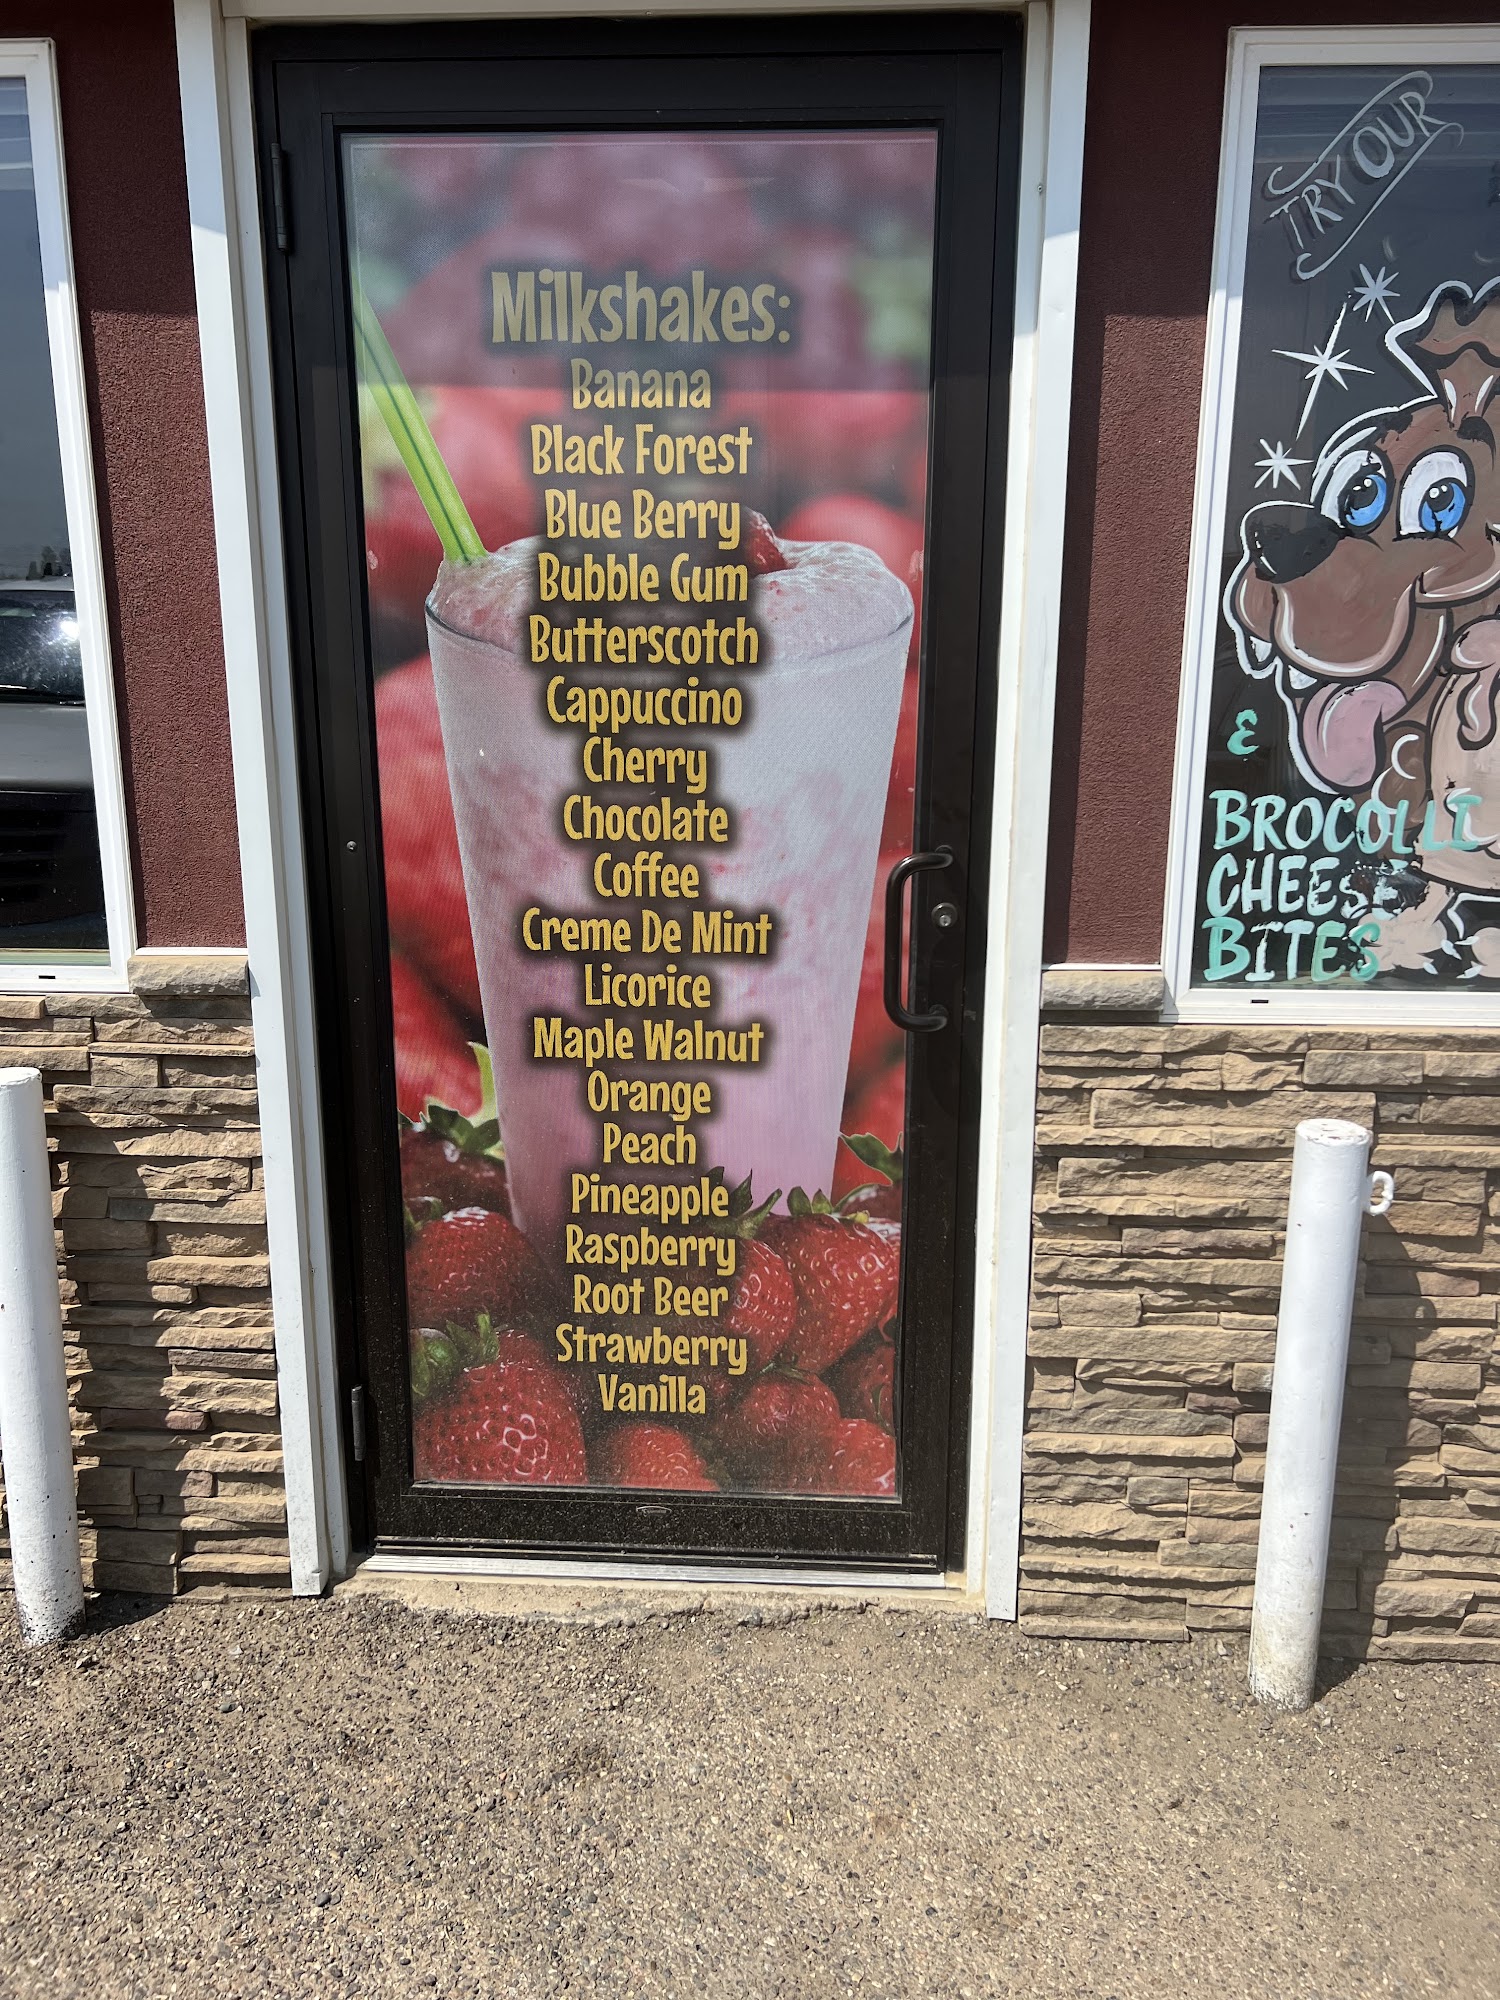 Milkshakes:
Banana
Black Forest
Blue Berry
Bubble Gum
Butterscotch
Cappuccino
Cherry
Chocolate
Coffee
Creme De Mint
Licorice
Maple Walnut
Orange
Peach
Pineapple
Raspberry
Root Beer
Strawberry
Vanilla
TRY OUR
&
BROCOLLI
CHEESE
BITES